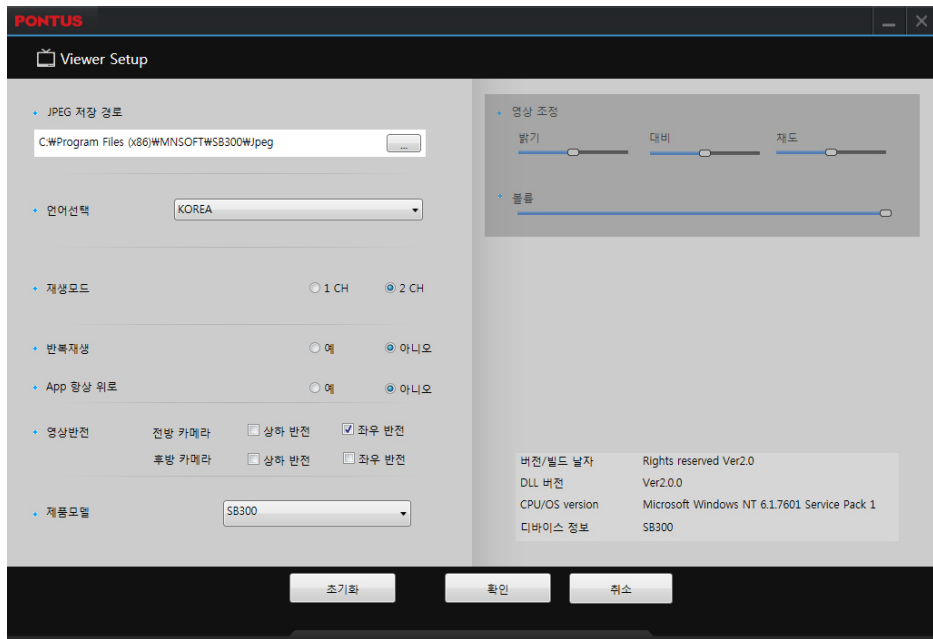 PONTUS
Viewer Setup
JPEG 저장 경로
C:₩Program Files (x86)₩MNSOFT₩SB300₩Jpeg
...
언어선택 KOREA
재생모드 1 CH 2 CH
반복재생 예 아니오
App 항상 위로 예 아니오
영상반전 전방 카메라 상하 반전 좌우 반전
후방 카메라 상하 반전 좌우 반전
제품모델 SB300
영상 조정
밝기 대비 채도
볼륨
버전/빌드 날자 Rights reserved Ver2.0
DLL 버전 Ver2.0.0
CPU/OS version Microsoft Windows NT 6.1.7601 Service Pack 1
디바이스 정보 SB300
초기화 확인 취소